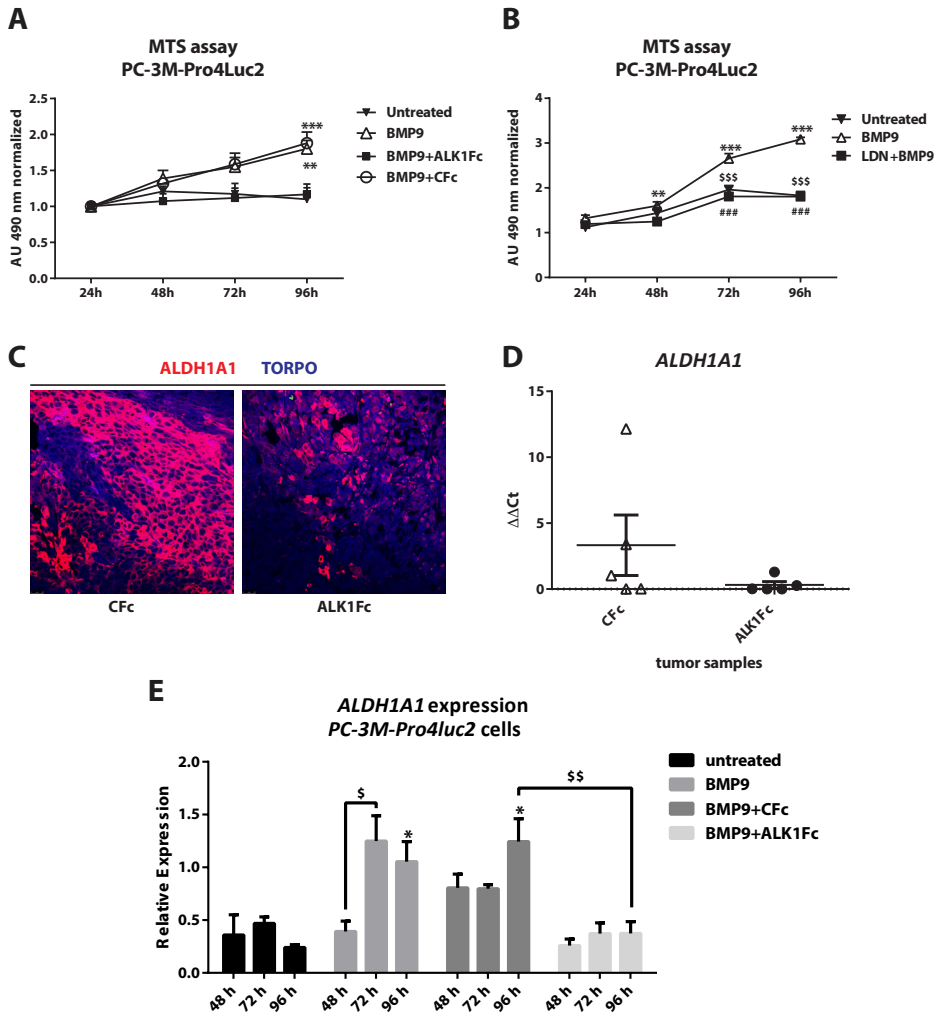 A
MTS assay
PC-3M-Pro4Luc2
AU 490 nm normalized
2.5
2.0
1.5
1.0
0.5
0.0
24h 48h 72h 96h
***
**
Untreated
BMP9
BMP9+ALK1Fc
BMP9+CFc
B
MTS assay
PC-3M-Pro4Luc2
AU 490 nm normalized
4
3
2
1
0
24h 48h 72h 96h
** *** ***
$$$ $$$
### ###
Untreated
BMP9
LDN+BMP9
C
ALDH1A1 TORPO
CFc ALK1Fc
D
ALDH1A1
ΔΔCt
15
10
5
0
CFc ALK1Fc
tumor samples
E
ALDH1A1 expression
PC-3M-Pro4luc2 cells
Relative Expression
2.0
1.5
1.0
0.5
0.0
$ * * $$
48 h 72 h 96 h 48 h 72 h 96 h 48 h 72 h 96 h 48 h 72 h 96 h
untreated
BMP9
BMP9+CFc
BMP9+ALK1Fc